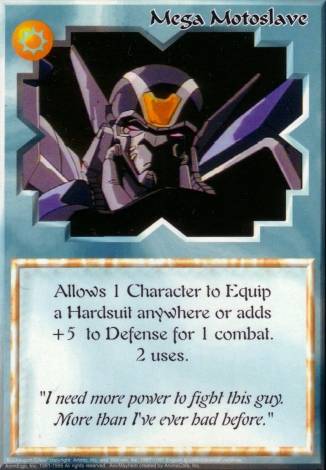 Mega Motoslave
Allows 1 Character to Equip
a Hardsuit anywhere or adds
+5 to Defense for 1 combat.
2 uses.
"I need more power to fight this guy.
More than I've ever had before."